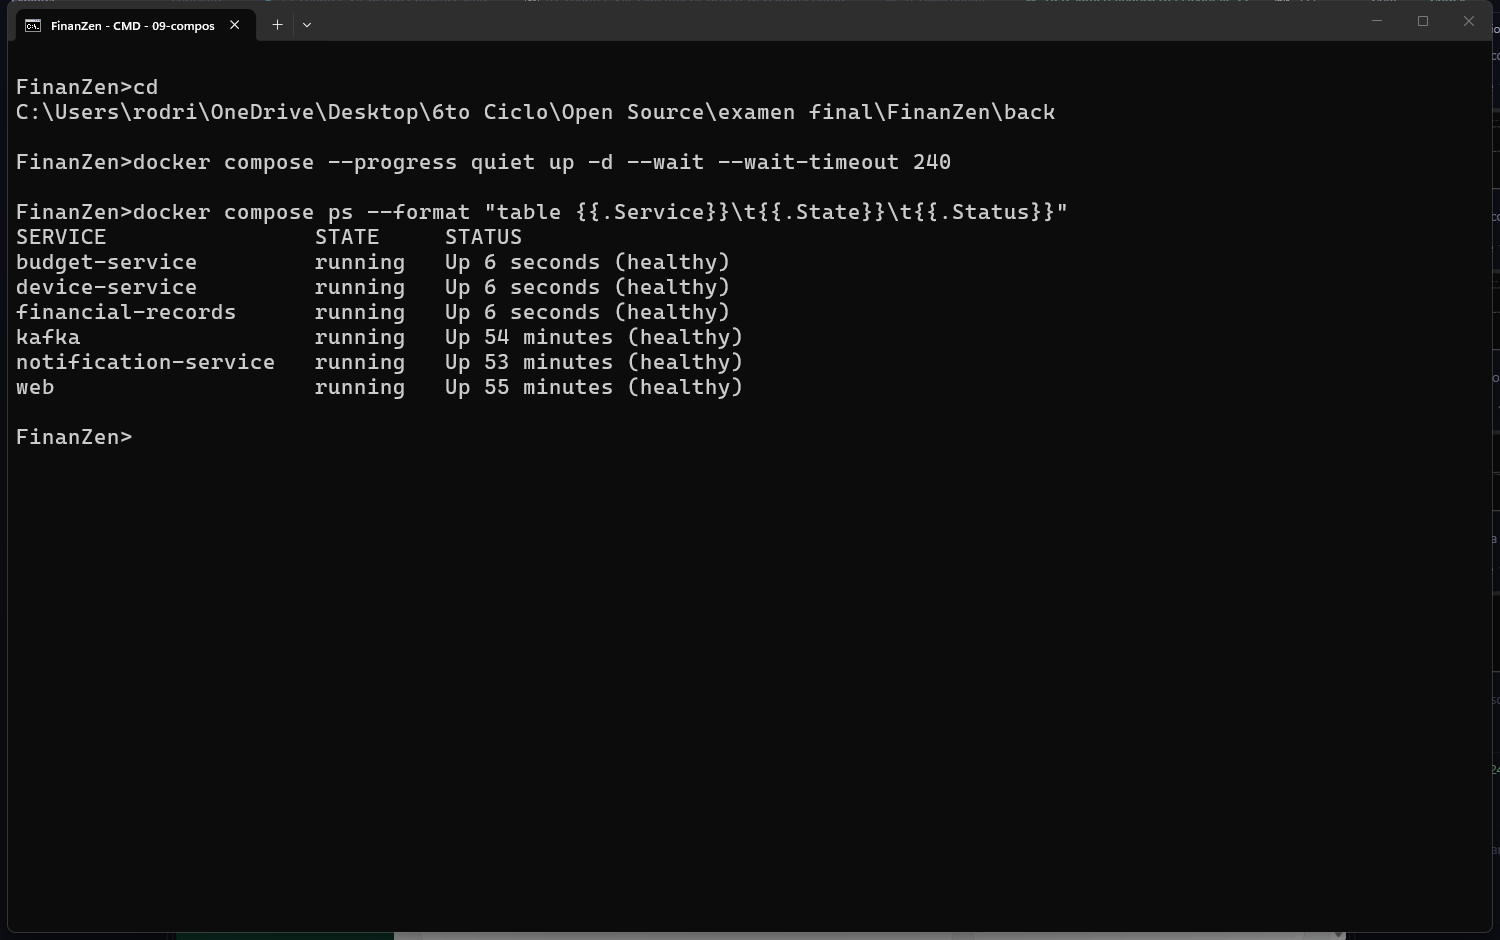 FinanZen - CMD - 09-compos
FinanZen>cd
C:\Users\rodri\OneDrive\Desktop\6to Ciclo\Open Source\examen final\FinanZen\back
FinanZen>docker compose --progress quiet up -d --wait --wait-timeout 240
FinanZen>docker compose ps --format "table {{.Service}}\t{{.State}}\t{{.Status}}"
SERVICE STATE STATUS
budget-service running Up 6 seconds (healthy)
device-service running Up 6 seconds (healthy)
financial-records running Up 6 seconds (healthy)
kafka running Up 54 minutes (healthy)
notification-service running Up 53 minutes (healthy)
web running Up 55 minutes (healthy)
FinanZen>